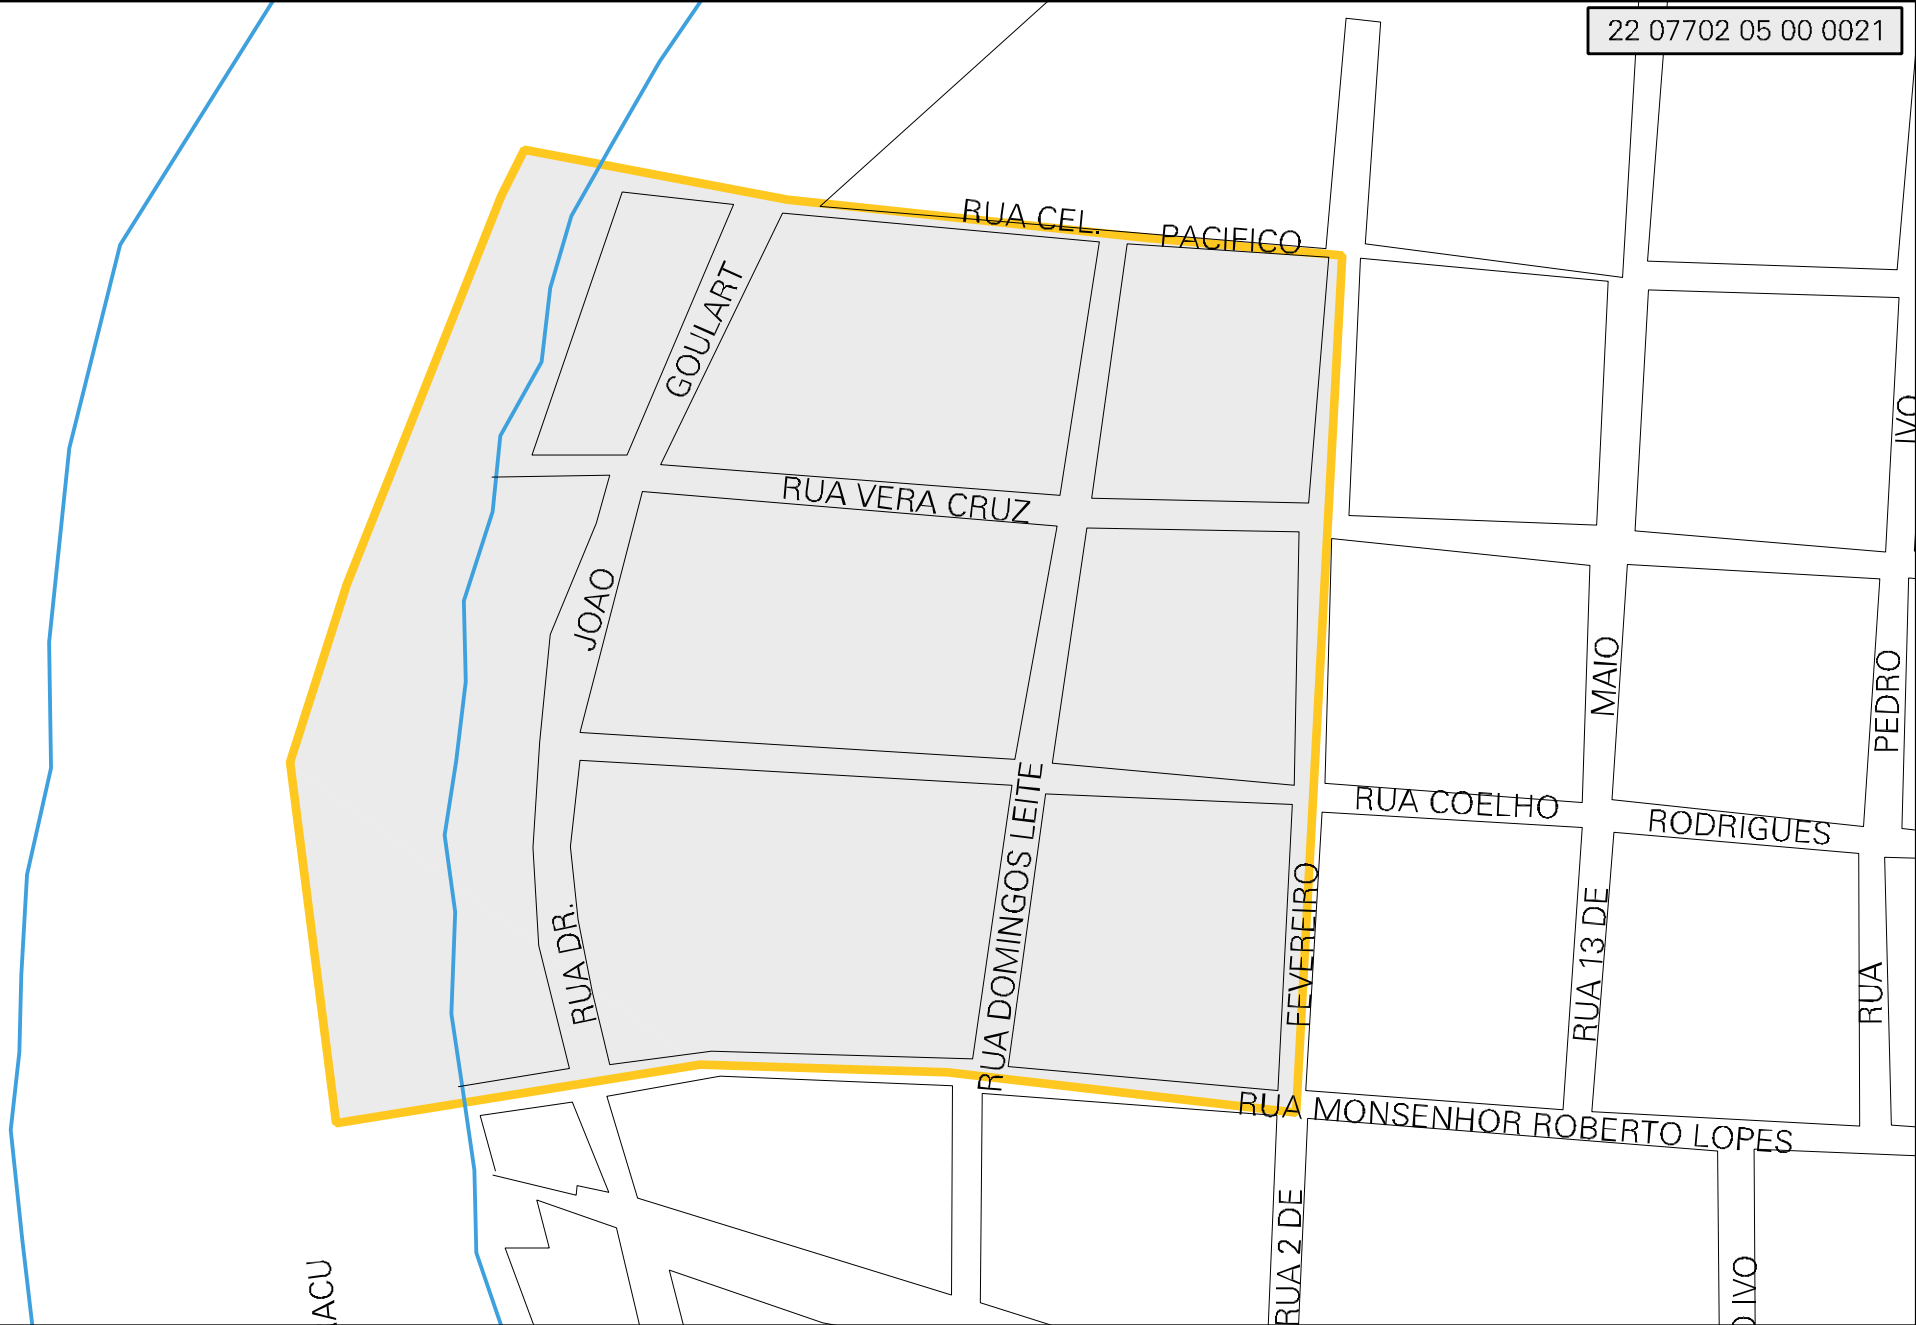 22 07702 05 00 0021
RUA CEL. PACIFICO
GOULART
IVO
RUA VERA CRUZ
JOAO
MAIO
PEDRO
RUA COELHO RODRIGUES
RUA DOMINGOS LEITE
FEVEREIRO
RUA 13 DE
RUA DR.
RUA
RUA MONSENHOR ROBERTO LOPES
RUA 2 DE
IVO
ACU